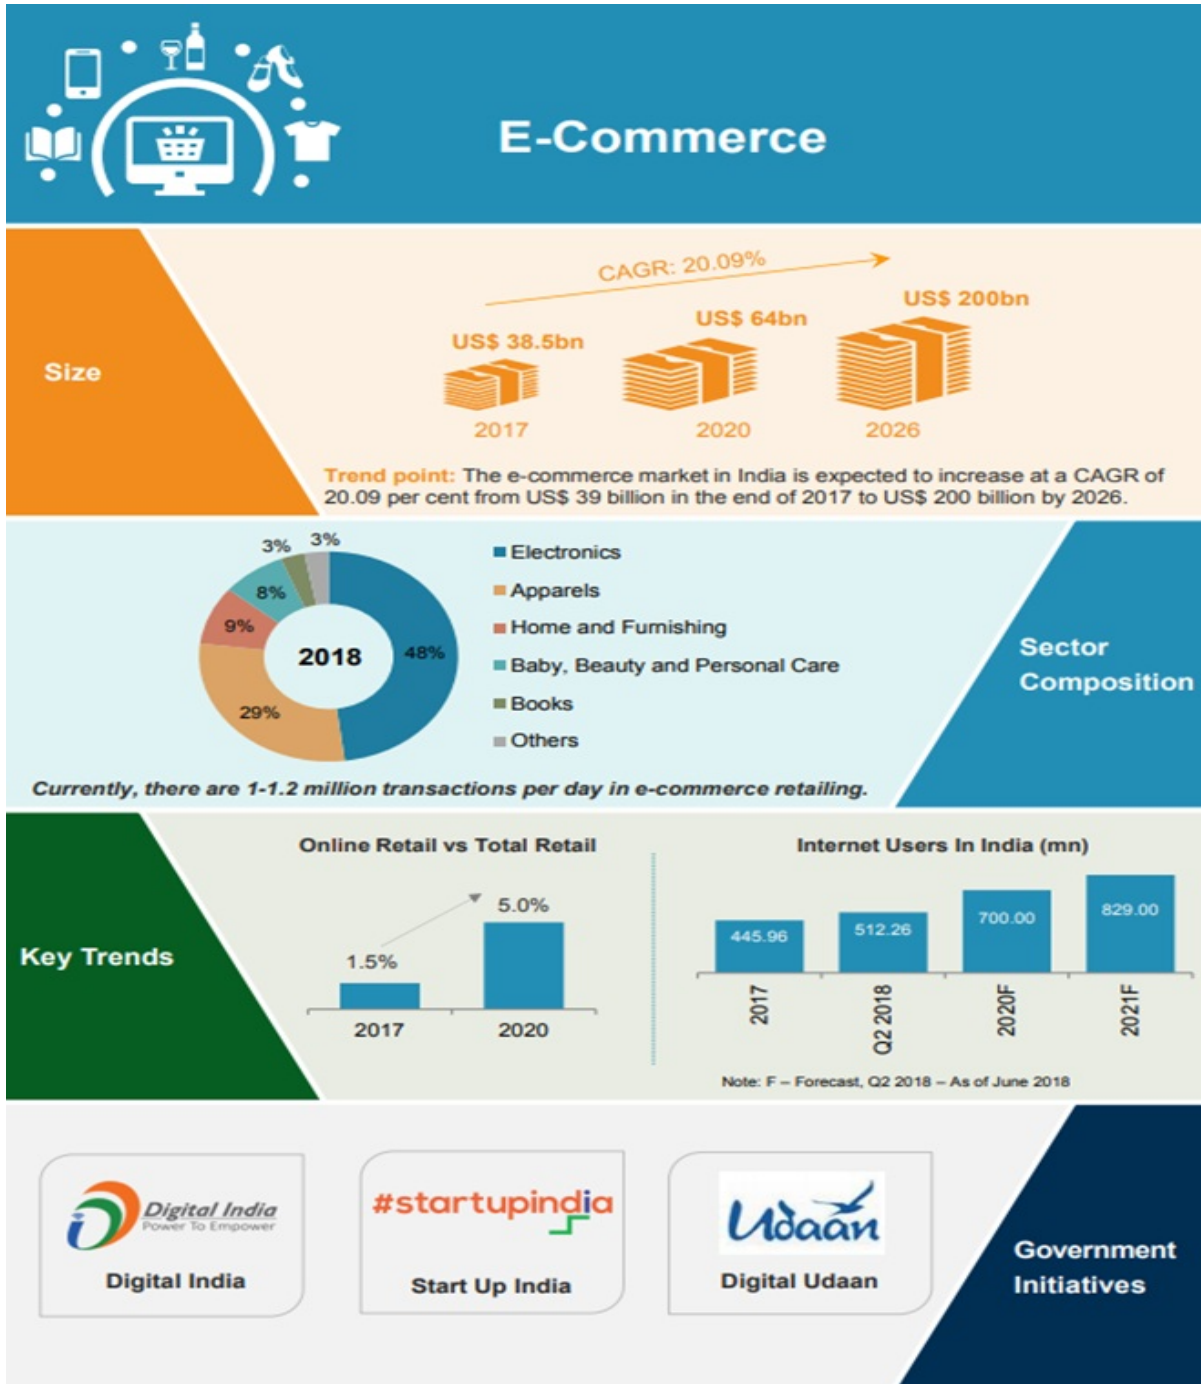 E-Commerce
CAGR: 20.09%
US$ 38.5bn
US$ 64bn
US$ 200bn
2017
2020
2026
Size
Trend point: The e-commerce market in India is expected to increase at a CAGR of
20.09 per cent from US$ 39 billion in the end of 2017 to US$ 200 billion by 2026.
3%
3%
8%
9%
29%
48%
2018
Electronics
Apparels
Home and Furnishing
Baby, Beauty and Personal Care
Books
Others
Sector
Composition
Currently, there are 1-1.2 million transactions per day in e-commerce retailing.
Key Trends
Online Retail vs Total Retail
1.5%
5.0%
2017
2020
Internet Users In India (mn)
445.96
512.26
700.00
829.00
2017
Q2 2018
2020F
2021F
Note: F – Forecast, Q2 2018 – As of June 2018
Digital India
Power To Empower
Digital India
#startupindia
Start Up India
Udaan
Digital Udaan
Government
Initiatives